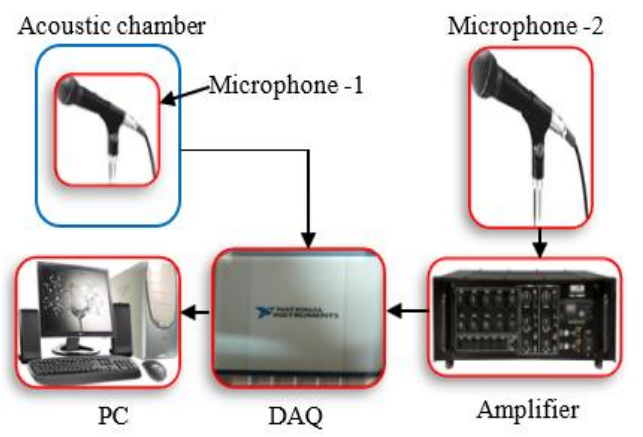 Acoustic chamber
Microphone -2
Microphone -1
NATIONAL
INSTRUMENTS
PC
DAQ
Amplifier